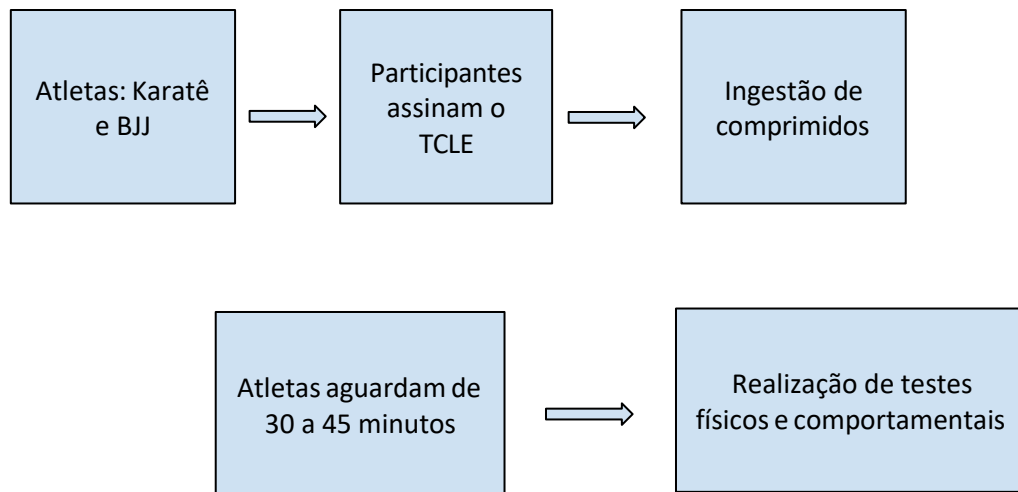 Atletas: Karatê
e BJJ
Participantes
assinam o
TCLE
Ingestão de
comprimidos
Atletas aguardam de
30 a 45 minutos
Realização de testes
físicos e comportamentais